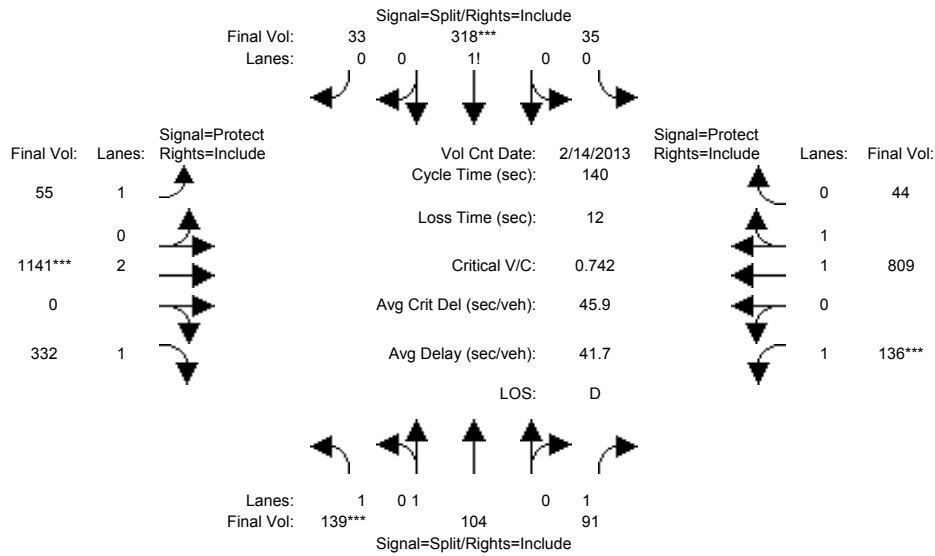 Signal=Split/Rights=Include
Final Vol: 33 318*** 35
Lanes: 0 0 1! 0 0
Signal=Protect
Final Vol: Lanes: Rights=Include
Vol Cnt Date: 2/14/2013
Signal=Protect
Rights=Include Lanes: Final Vol:
Cycle Time (sec): 140
55 1
0 44
Loss Time (sec): 12
0
1
1141*** 2
Critical V/C: 0.742
1 809
0
Avg Crit Del (sec/veh): 45.9
0
332 1
Avg Delay (sec/veh): 41.7
1 136***
LOS: D
Lanes: 1 0 1 0 1
Final Vol: 139*** 104 91
Signal=Split/Rights=Include